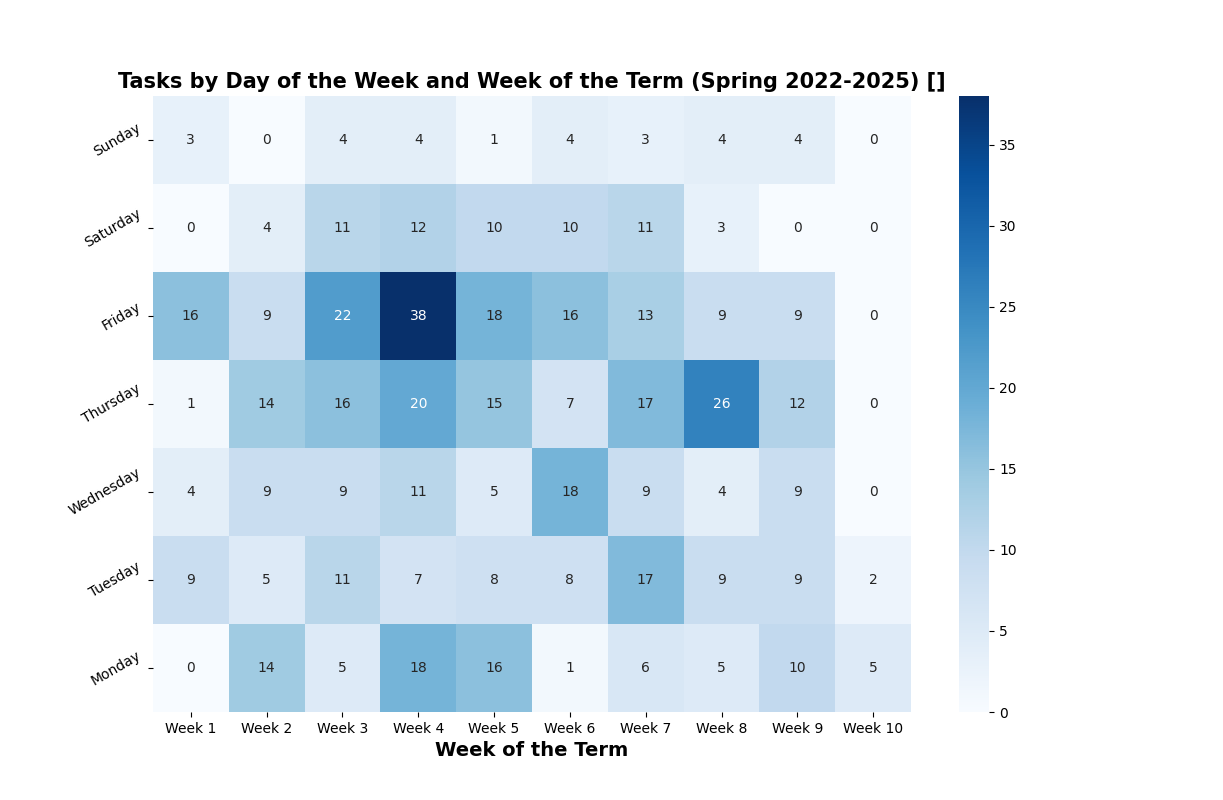 Tasks by Day of the Week and Week of the Term (Spring 2022-2025) []
Sunday 3 0 4 4 1 4 3 4 4 0
Saturday 0 4 11 12 10 10 11 3 0 0
Friday 16 9 22 38 18 16 13 9 9 0
Thursday 1 14 16 20 15 7 17 26 12 0
Wednesday 4 9 9 11 5 18 9 4 9 0
Tuesday 9 5 11 7 8 8 17 9 9 2
Monday 0 14 5 18 16 1 6 5 10 5
Week 1 Week 2 Week 3 Week 4 Week 5 Week 6 Week 7 Week 8 Week 9 Week 10
Week of the Term
35
30
25
20
15
10
5
0